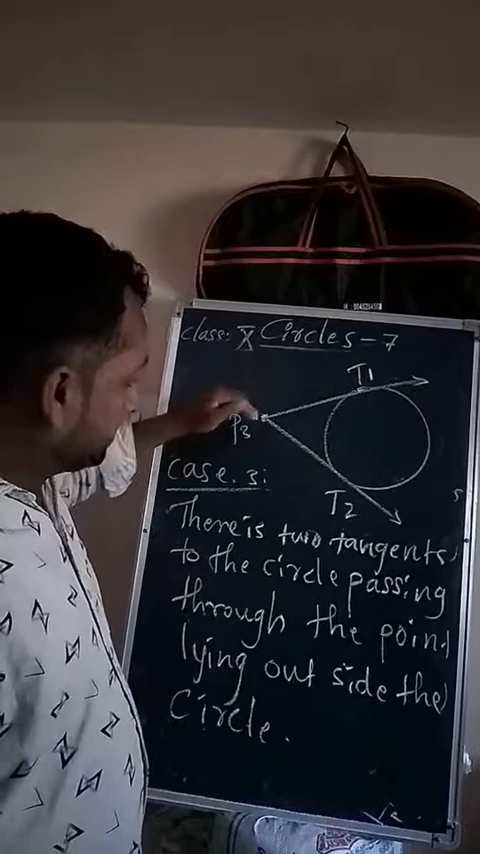 class: X Circles-7
T1
P3
case. 3:
T2
There is two tangents
to the circle passing
through the point
lying out side the
Circle.